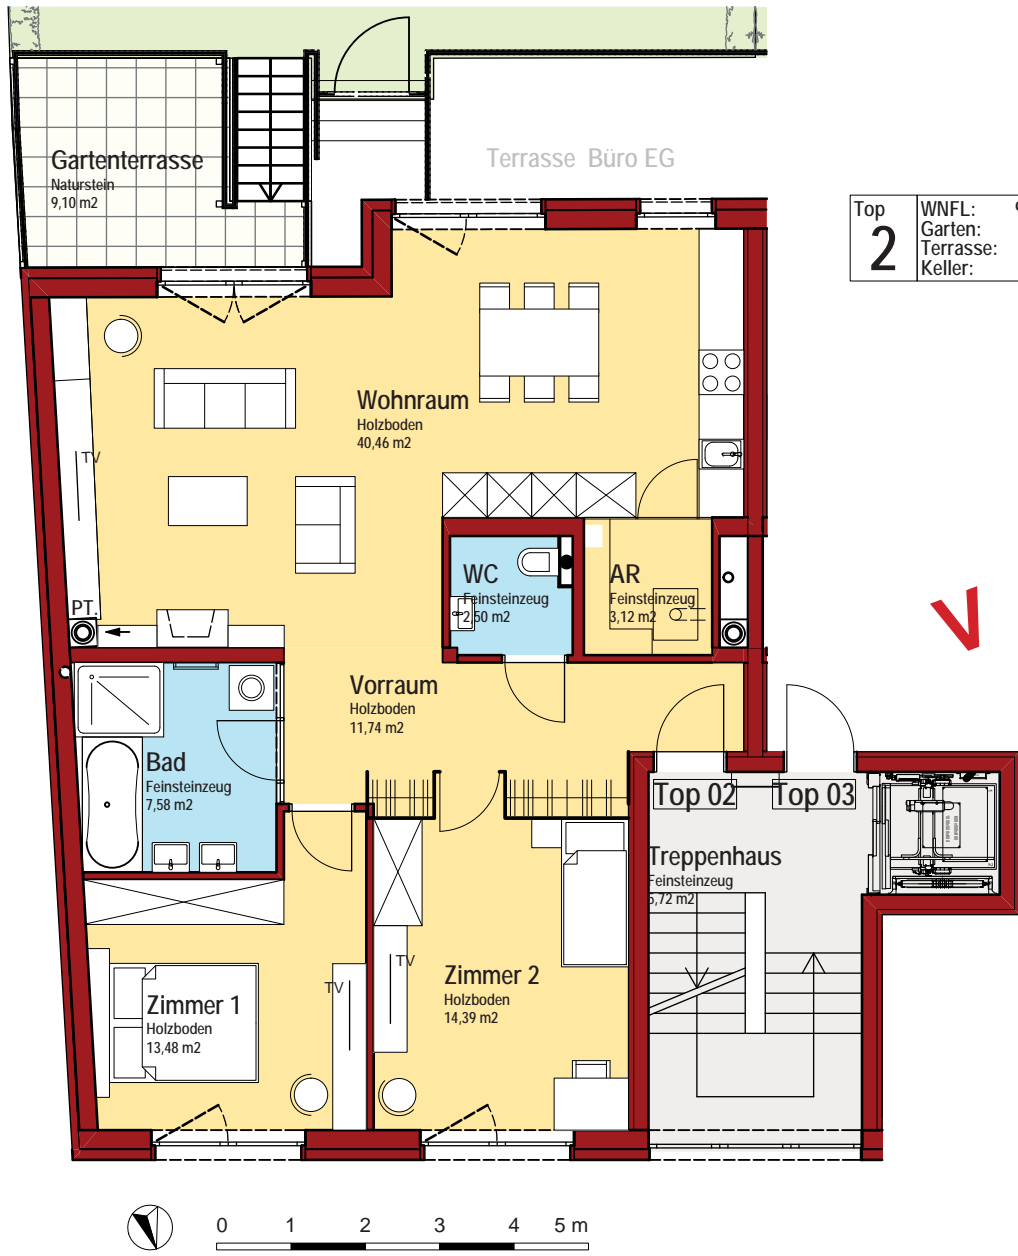 Gartenterrasse
Naturstein
9,10 m2
Terrasse Büro EG
Top
2
WNFL:
Garten:
Terrasse:
Keller:
Wohnraum
Holzboden
40,46 m2
TV
PT.
WC
Feinsteinzeug
2,50 m2
AR
Feinsteinzeug
3,12 m2
Vorraum
Holzboden
11,74 m2
Bad
Feinsteinzeug
7,58 m2
Top 02
Top 03
Treppenhaus
Feinsteinzeug
5,72 m2
TV
Zimmer 1
Holzboden
13,48 m2
TV
Zimmer 2
Holzboden
14,39 m2
0 1 2 3 4 5 m